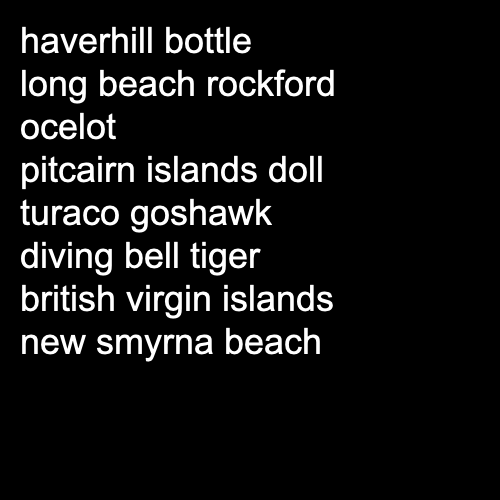 haverhill bottle
long beach rockford
ocelot
pitcairn islands doll
turaco goshawk
diving bell tiger
british virgin islands
new smyrna beach